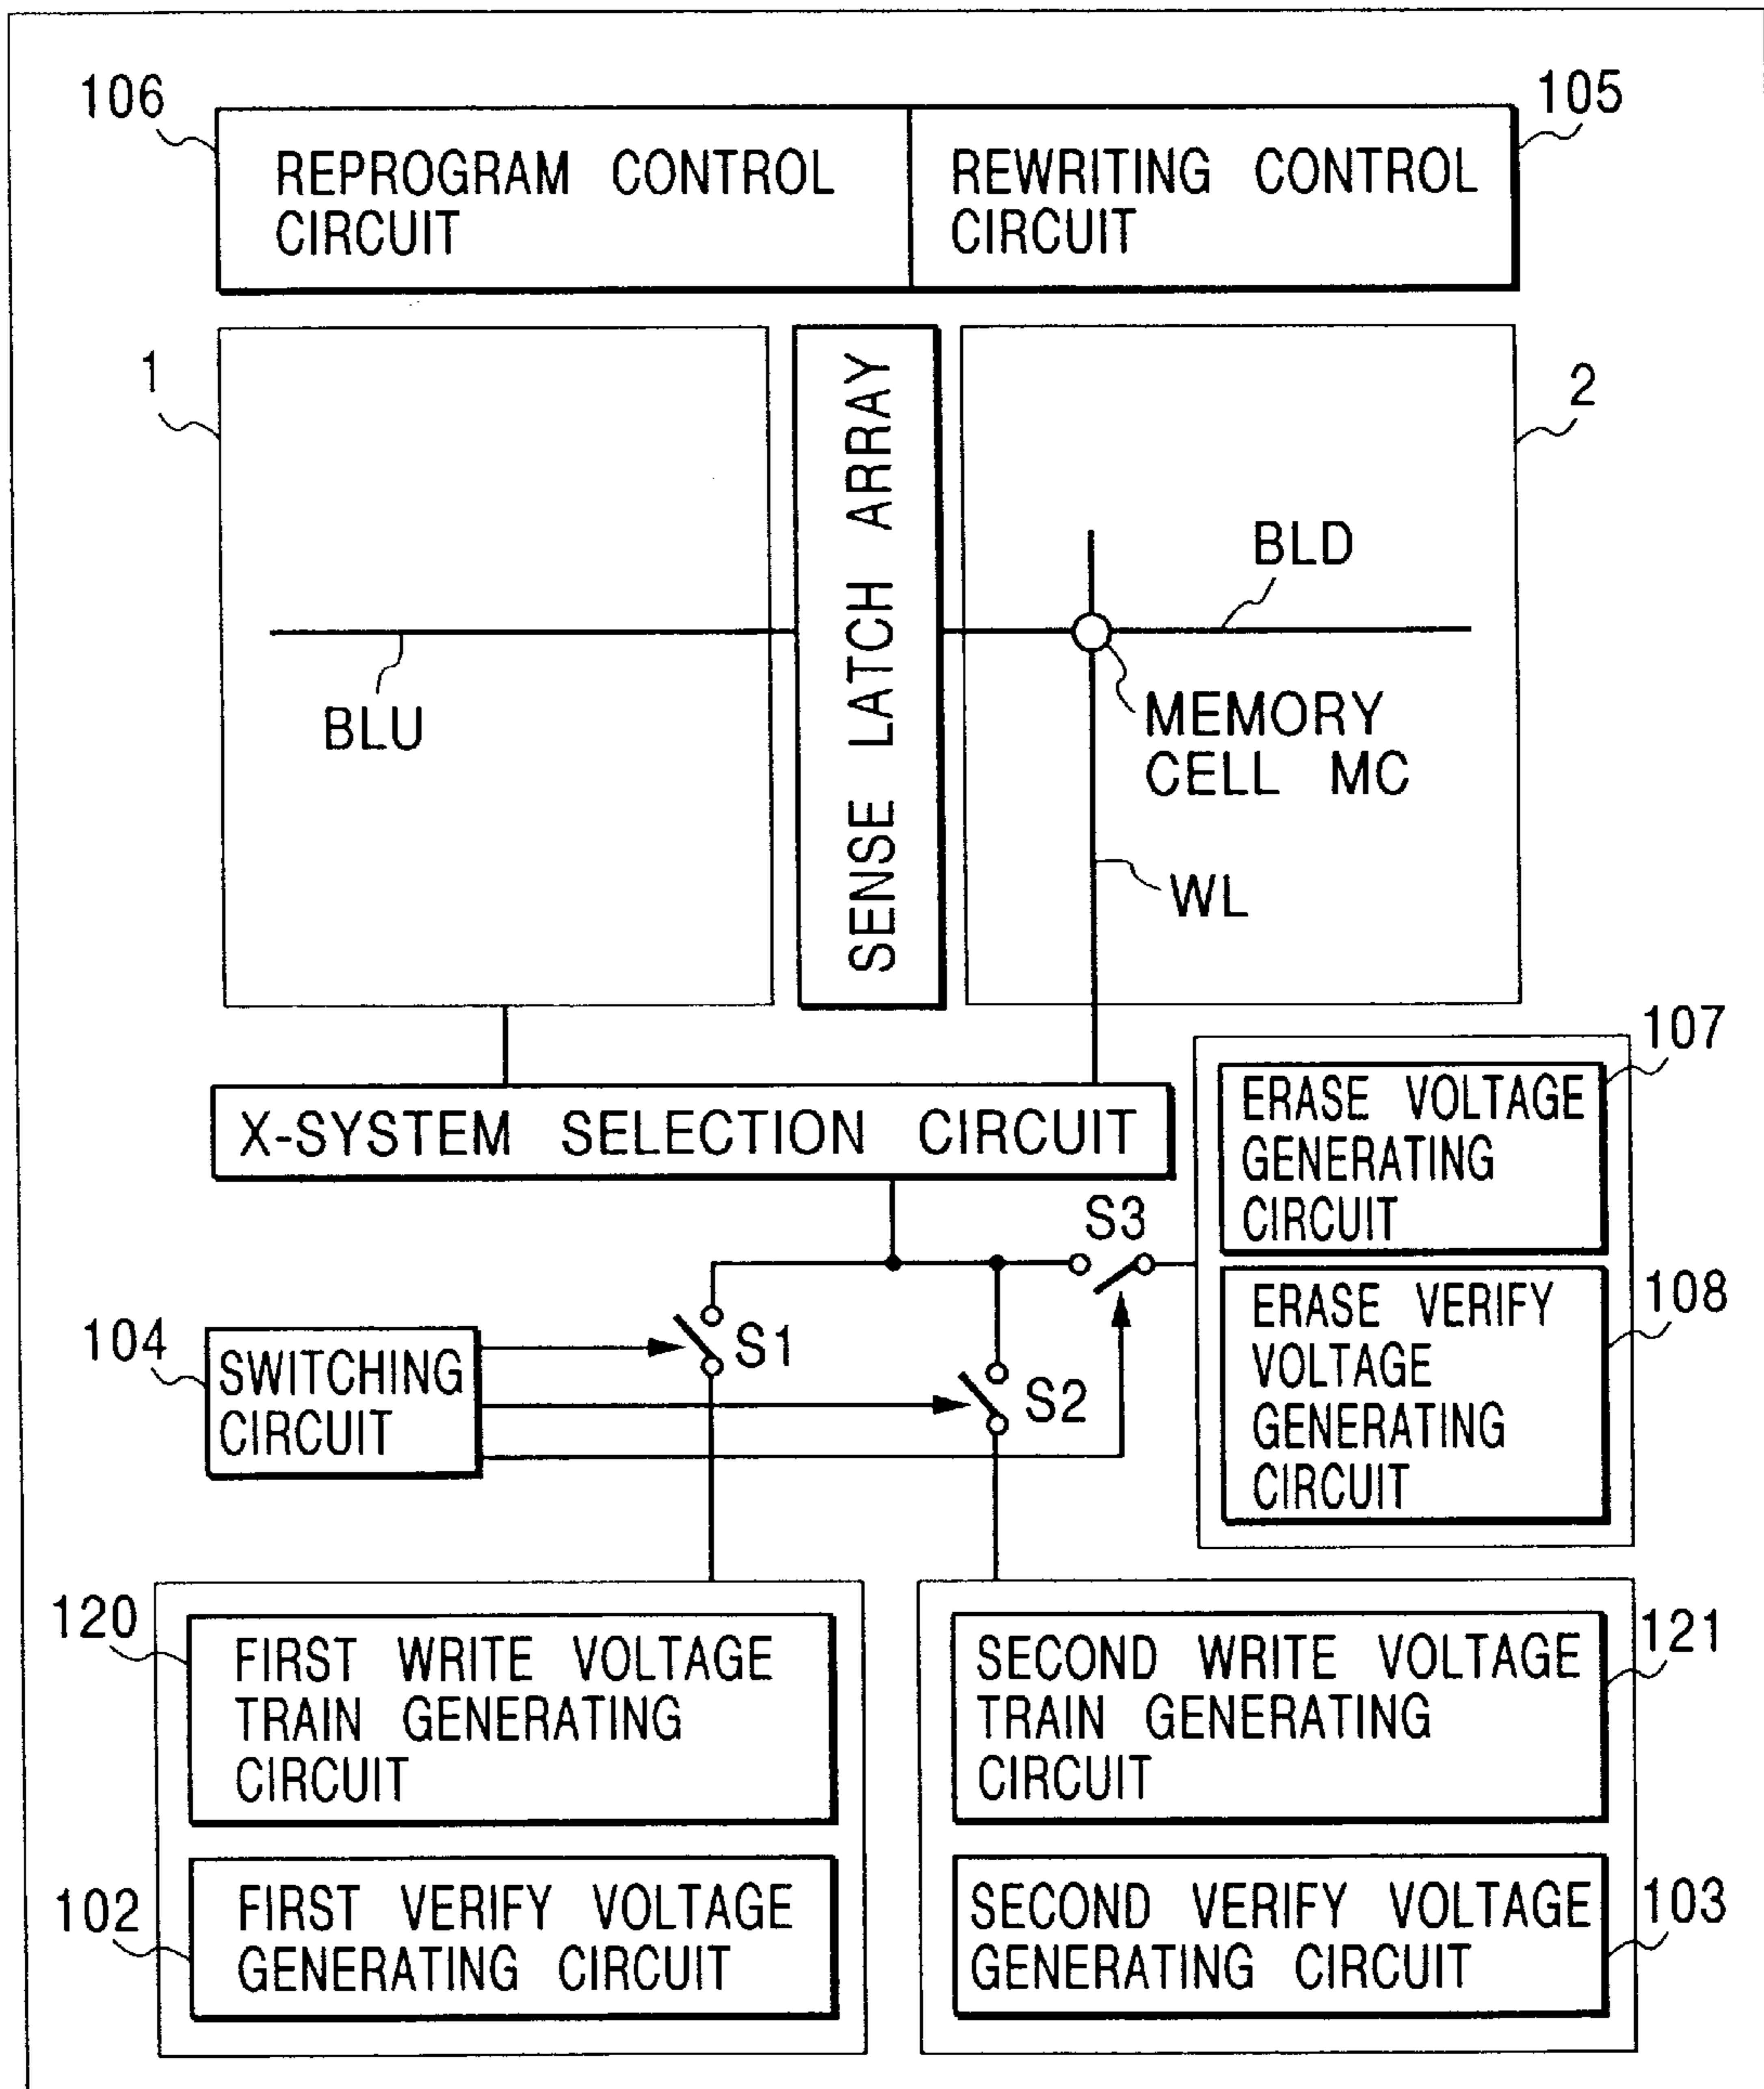 106
105
REPROGRAM CONTROL
CIRCUIT
REWRITING CONTROL
CIRCUIT
1
2
SENSE LATCH ARRAY
BLU
BLD
MEMORY
CELL MC
WL
X-SYSTEM SELECTION CIRCUIT
107
ERASE VOLTAGE
GENERATING
CIRCUIT
108
ERASE VERIFY
VOLTAGE
GENERATING
CIRCUIT
S3
104
SWITCHING
CIRCUIT
S1
S2
120
FIRST WRITE VOLTAGE
TRAIN GENERATING
CIRCUIT
102
FIRST VERIFY VOLTAGE
GENERATING CIRCUIT
121
SECOND WRITE VOLTAGE
TRAIN GENERATING
CIRCUIT
103
SECOND VERIFY VOLTAGE
GENERATING CIRCUIT